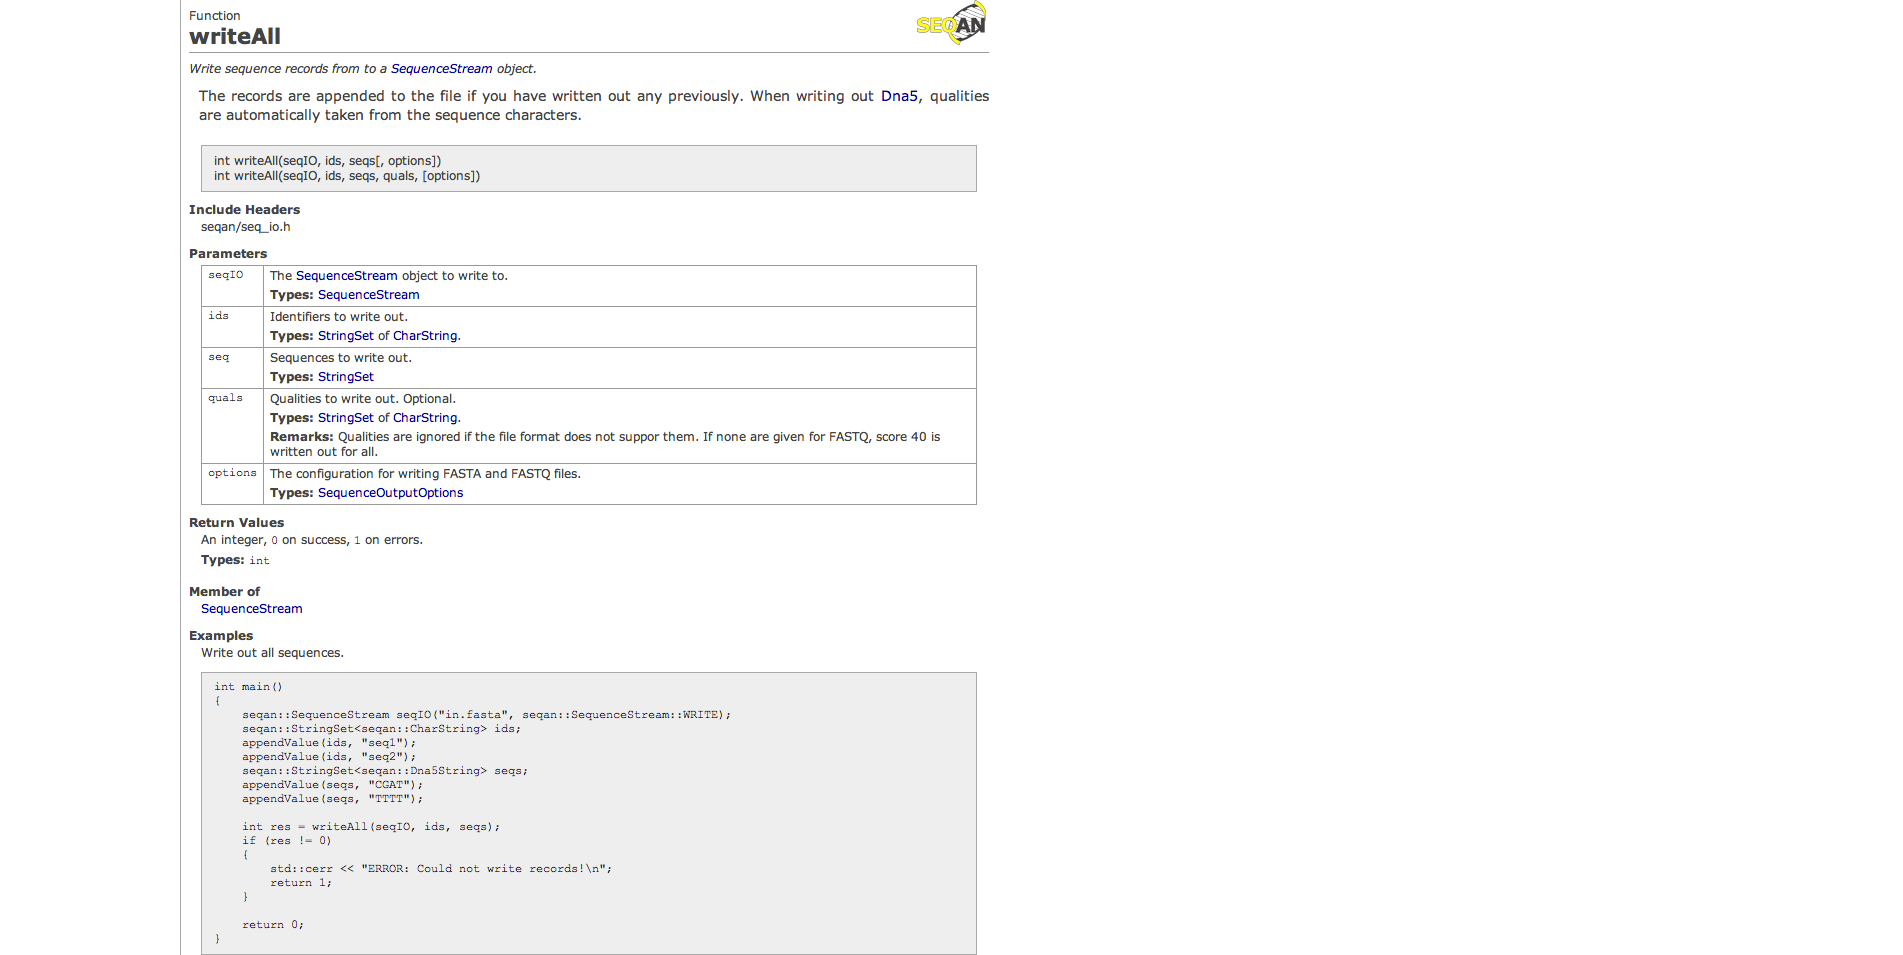 Function
writeAll
SEQAN
Write sequence records from to a SequenceStream object.
The records are appended to the file if you have written out any previously. When writing out Dna5, qualities
are automatically taken from the sequence characters.
int writeAll(seqIO, ids, seqs[, options])
int writeAll(seqIO, ids, seqs, quals, [options])
Include Headers
seqan/seq_io.h
Parameters
seqIO The SequenceStream object to write to.
Types: SequenceStream
ids Identifiers to write out.
Types: StringSet of CharString.
seq Sequences to write out.
Types: StringSet
quals Qualities to write out. Optional.
Types: StringSet of CharString.
Remarks: Qualities are ignored if the file format does not suppor them. If none are given for FASTQ, score 40 is
written out for all.
options The configuration for writing FASTA and FASTQ files.
Types: SequenceOutputOptions
Return Values
An integer, 0 on success, 1 on errors.
Types: int
Member of
SequenceStream
Examples
Write out all sequences.
int main()
{
    seqan::SequenceStream seqIO("in.fasta", seqan::SequenceStream::WRITE);
    seqan::StringSet<seqan::CharString> ids;
    appendValue(ids, "seq1");
    appendValue(ids, "seq2");
    seqan::StringSet<seqan::Dna5String> seqs;
    appendValue(seqs, "CGAT");
    appendValue(seqs, "TTTT");
    int res = writeAll(seqIO, ids, seqs);
    if (res != 0)
    {
        std::cerr << "ERROR: Could not write records!\n";
        return 1;
    }
    return 0;
}